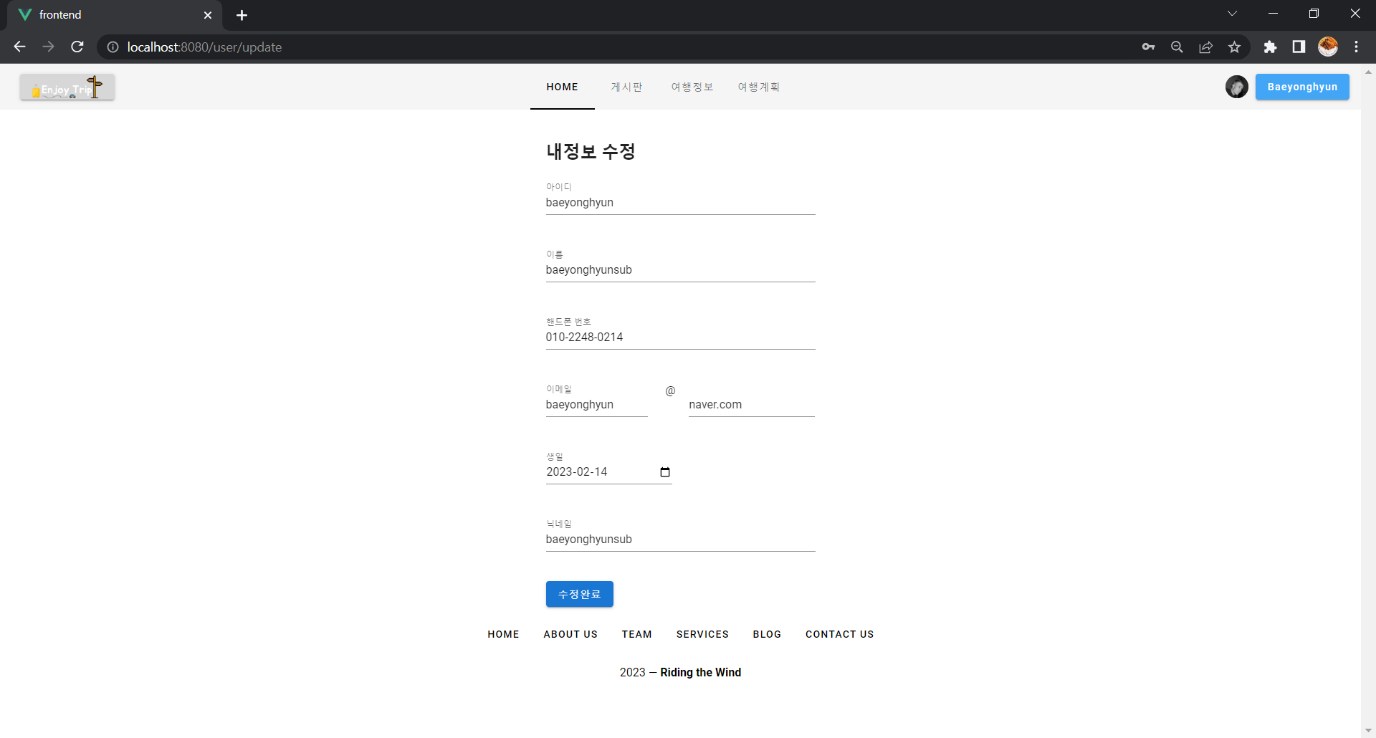 frontend
localhost:8080/user/update
Enjoy Trip
HOME 게시판 여행정보 여행계획
Baeyonghyun
내정보 수정
아이디
baeyonghyun
이름
baeyonghyunsub
핸드폰 번호
010-2248-0214
이메일
baeyonghyun @ naver.com
생일
2023-02-14
닉네임
baeyonghyunsub
수정완료
HOME ABOUT US TEAM SERVICES BLOG CONTACT US
2023 — Riding the Wind